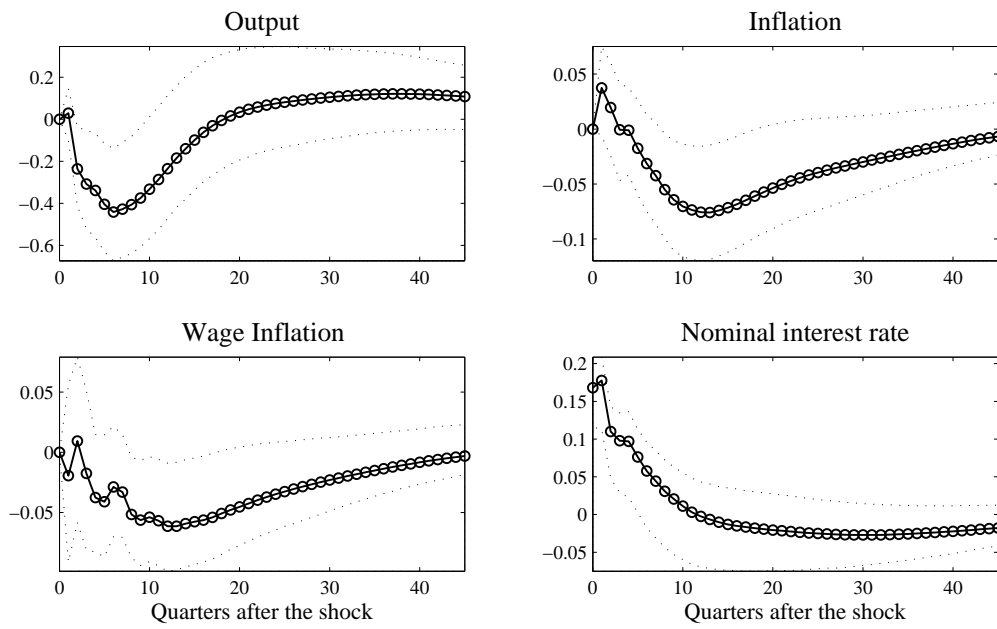 Output
0.2
0
−0.2
−0.4
−0.6
0 10 20 30 40
Inflation
0.05
0
−0.05
−0.1
0 10 20 30 40
Wage Inflation
0.05
0
−0.05
0 10 20 30 40
Quarters after the shock
Nominal interest rate
0.2
0.15
0.1
0.05
0
−0.05
0 10 20 30 40
Quarters after the shock